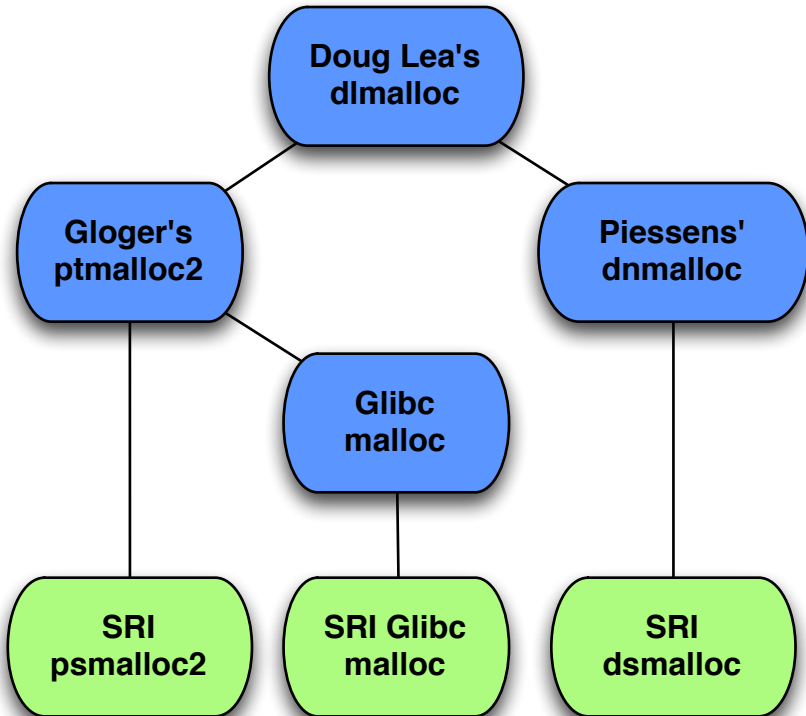 Doug Lea's
dlmalloc
Gloger's
ptmalloc2
Piessens'
dnmalloc
Glibc
malloc
SRI
psmalloc2
SRI Glibc
malloc
SRI
dsmalloc